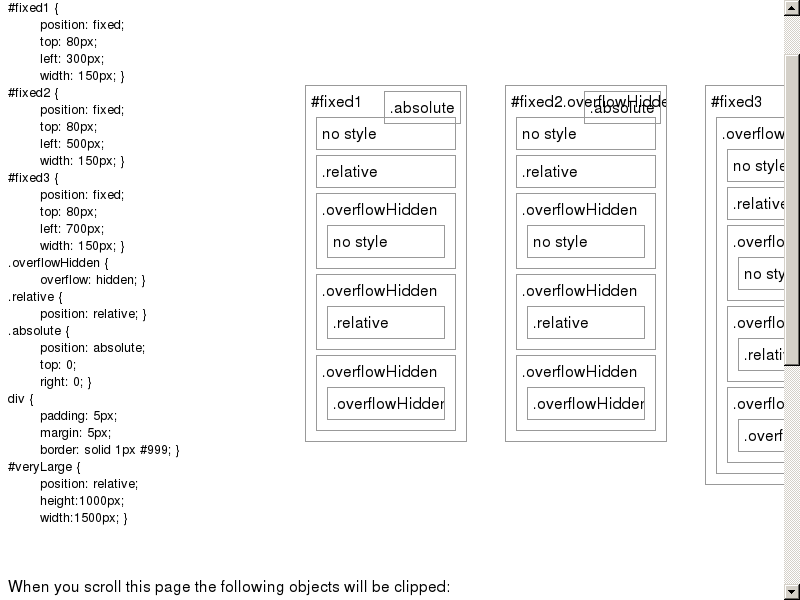 #fixed1 {
position: fixed;
top: 80px;
left: 300px;
width: 150px; }
#fixed2 {
position: fixed;
top: 80px;
left: 500px;
width: 150px; }
#fixed3 {
position: fixed;
top: 80px;
left: 700px;
width: 150px; }
.overflowHidden {
overflow: hidden; }
.relative {
position: relative; }
.absolute {
position: absolute;
top: 0;
right: 0; }
div {
padding: 5px;
margin: 5px;
border: solid 1px #999; }
#veryLarge {
position: relative;
height:1000px;
width:1500px; }
#fixed1
.absolute
no style
.relative
.overflowHidden
no style
.overflowHidden
.relative
.overflowHidden
.overflowHidden
#fixed2.overflowHidde
.absolute
no style
.relative
.overflowHidden
no style
.overflowHidden
.relative
.overflowHidden
.overflowHidden
#fixed3
.overflow
no style
.relative
.overflo
no sty
.overflo
.relati
.overflo
.overf
When you scroll this page the following objects will be clipped: